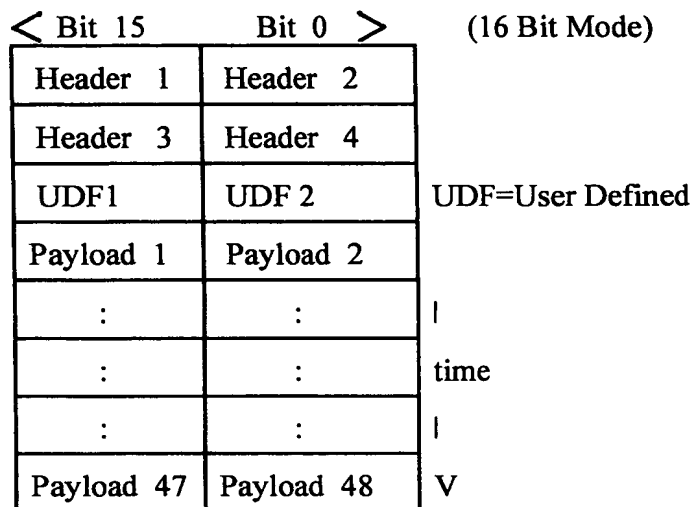 < Bit 15 Bit 0 > (16 Bit Mode)
Header 1 Header 2
Header 3 Header 4
UDF1 UDF 2 UDF=User Defined
Payload 1 Payload 2
: : |
: : time
: : |
Payload 47 Payload 48 V